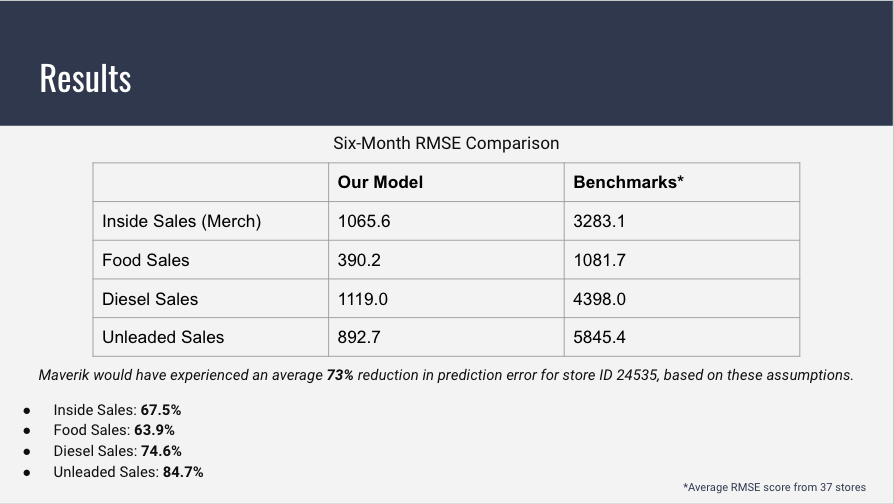 Results
Six-Month RMSE Comparison
Our Model Benchmarks*
Inside Sales (Merch) 1065.6 3283.1
Food Sales 390.2 1081.7
Diesel Sales 1119.0 4398.0
Unleaded Sales 892.7 5845.4
Maverik would have experienced an average 73% reduction in prediction error for store ID 24535, based on these assumptions.
● Inside Sales: 67.5%
● Food Sales: 63.9%
● Diesel Sales: 74.6%
● Unleaded Sales: 84.7%
*Average RMSE score from 37 stores